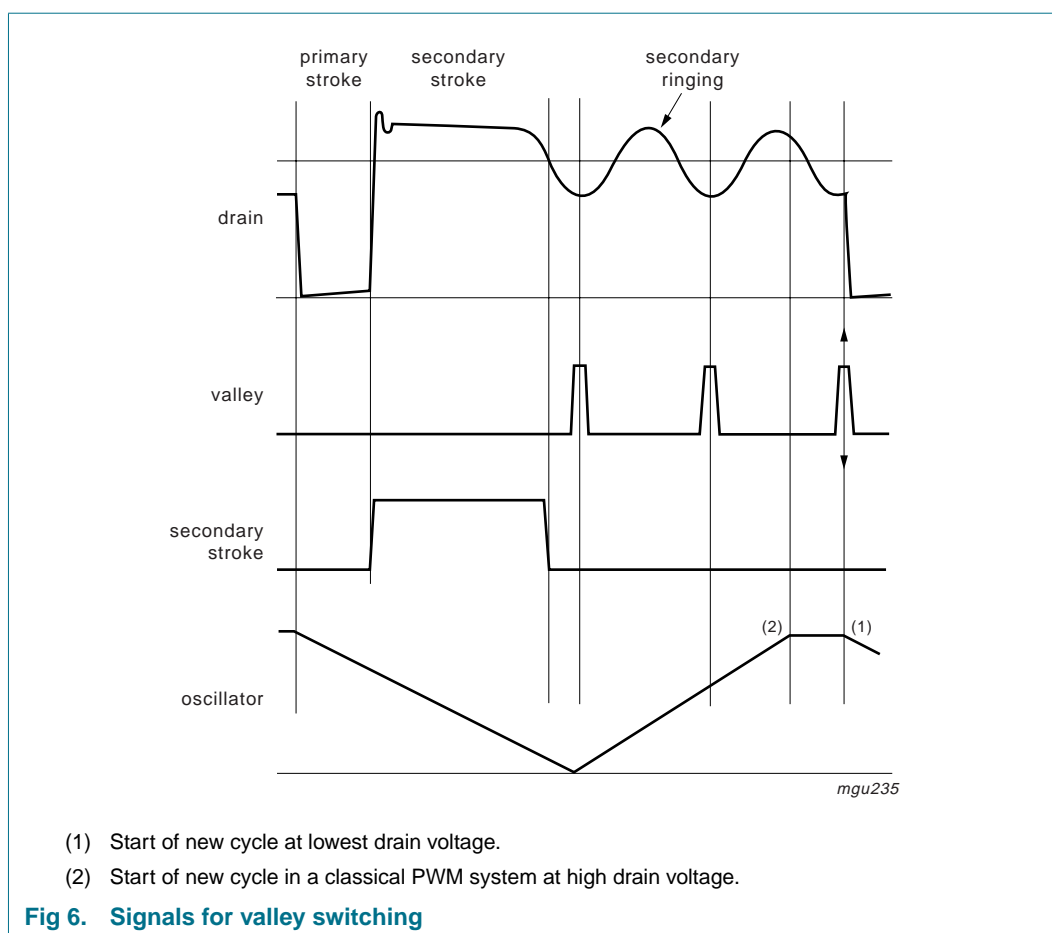 primary
stroke
secondary
stroke
secondary
ringing
drain
valley
secondary
stroke
(2)
(1)
oscillator
mgu235
(1) Start of new cycle at lowest drain voltage.
(2) Start of new cycle in a classical PWM system at high drain voltage.
Fig 6. Signals for valley switching